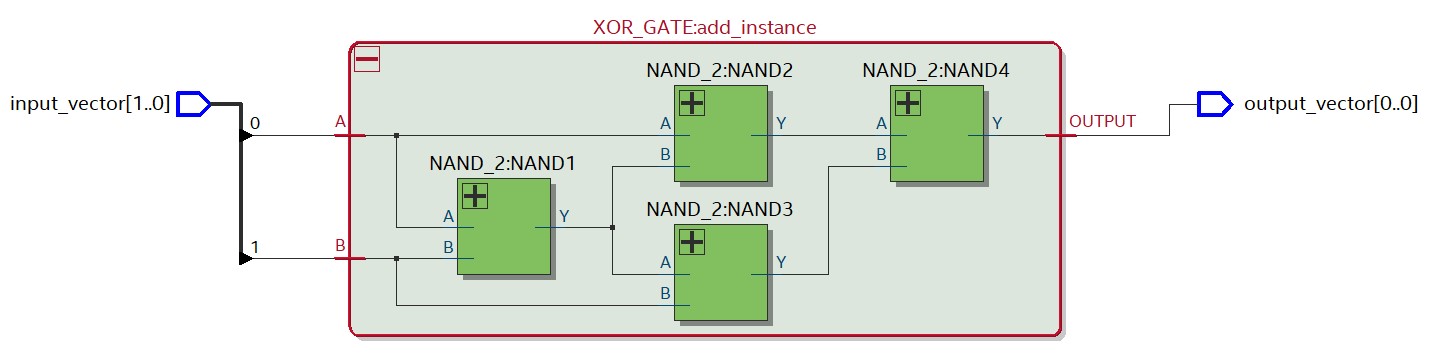 XOR_GATE:add_instance
NAND_2:NAND2
NAND_2:NAND4
input_vector[1..0]
output_vector[0..0]
0
A
A
Y
A
Y
OUTPUT
B
B
NAND_2:NAND1
NAND_2:NAND3
A
Y
1
B
B
A
Y
B